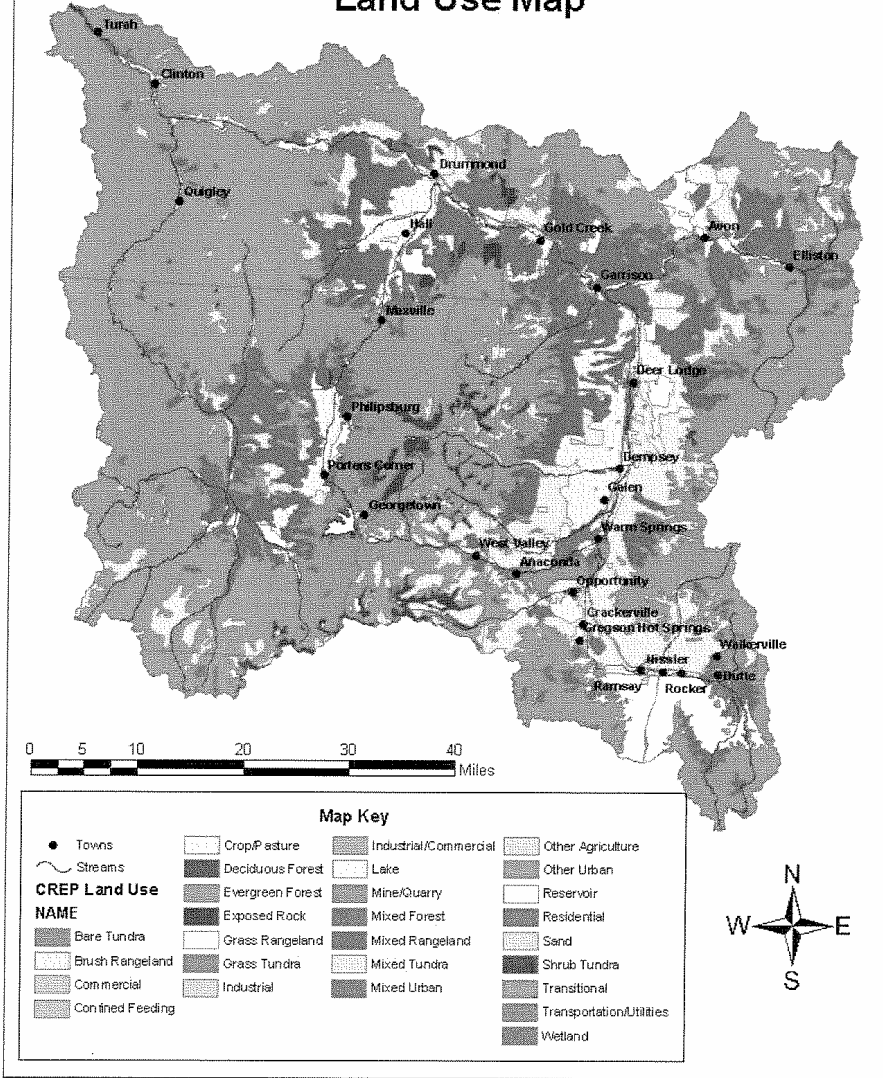 Land Use Map
Turah
Clinton
Drummond
Quigley
Hall
Gold Creek
Avon
Elliston
Garrison
Maxville
Deer Lodge
Philipsburg
Dempsey
Porters Corner
Galen
Georgetown
Warm Springs
West Valley
Anaconda
Opportunity
Crackerville
Gregson Hot Springs
Walkerville
Nissler
Butte
Ramsay
Rocker
0 5 10 20 30 40
Miles
Map Key
Towns
Streams
CREP Land Use
NAME
Bare Tundra
Brush Rangeland
Commercial
Confined Feeding
Crop/Pasture
Deciduous Forest
Evergreen Forest
Exposed Rock
Grass Rangeland
Grass Tundra
Industrial
Industrial/Commercial
Lake
Mine/Quarry
Mixed Forest
Mixed Rangeland
Mixed Tundra
Mixed Urban
Other Agriculture
Other Urban
Reservoir
Residential
Sand
Shrub Tundra
Transitional
Transportation/Utilities
Wetland
N
W E
S